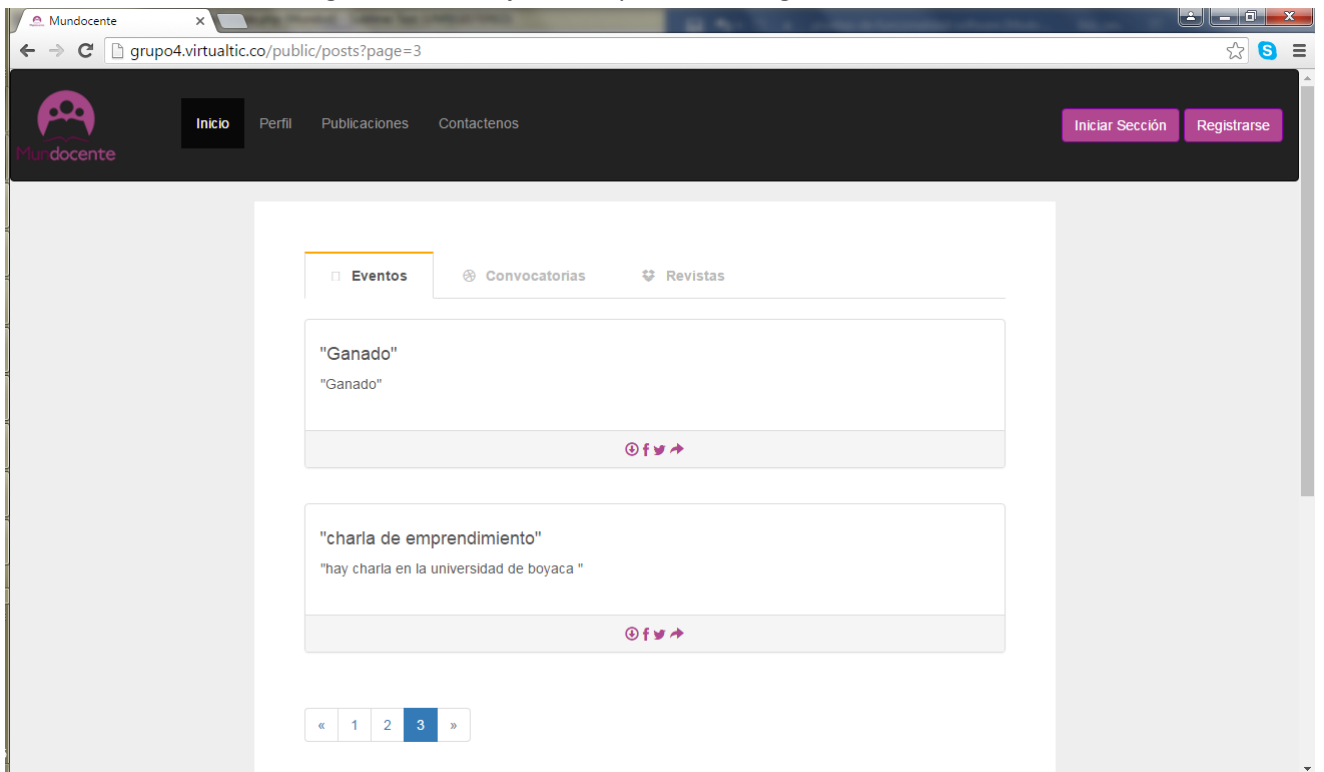 Mundocente
grupo4.virtualtic.co/public/posts?page=3
Mundocente
Inicio Perfil Publicaciones Contactenos
Iniciar Sección Registrarse
Eventos Convocatorias Revistas
"Ganado"
"Ganado"
"charla de emprendimiento"
"hay charla en la universidad de boyaca "
« 1 2 3 »